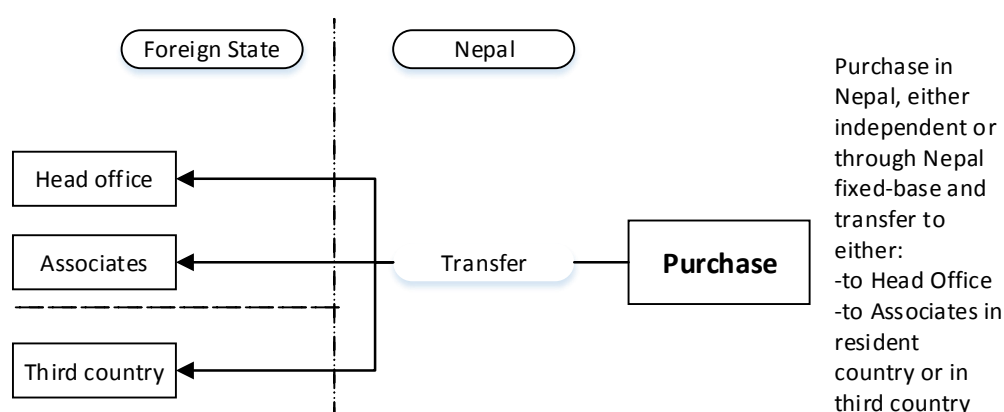 Foreign State
Nepal
Head office
Associates
Third country
Transfer
Purchase
Purchase in
Nepal, either
independent or
through Nepal
fixed-base and
transfer to
either:
-to Head Office
-to Associates in
resident
country or in
third country